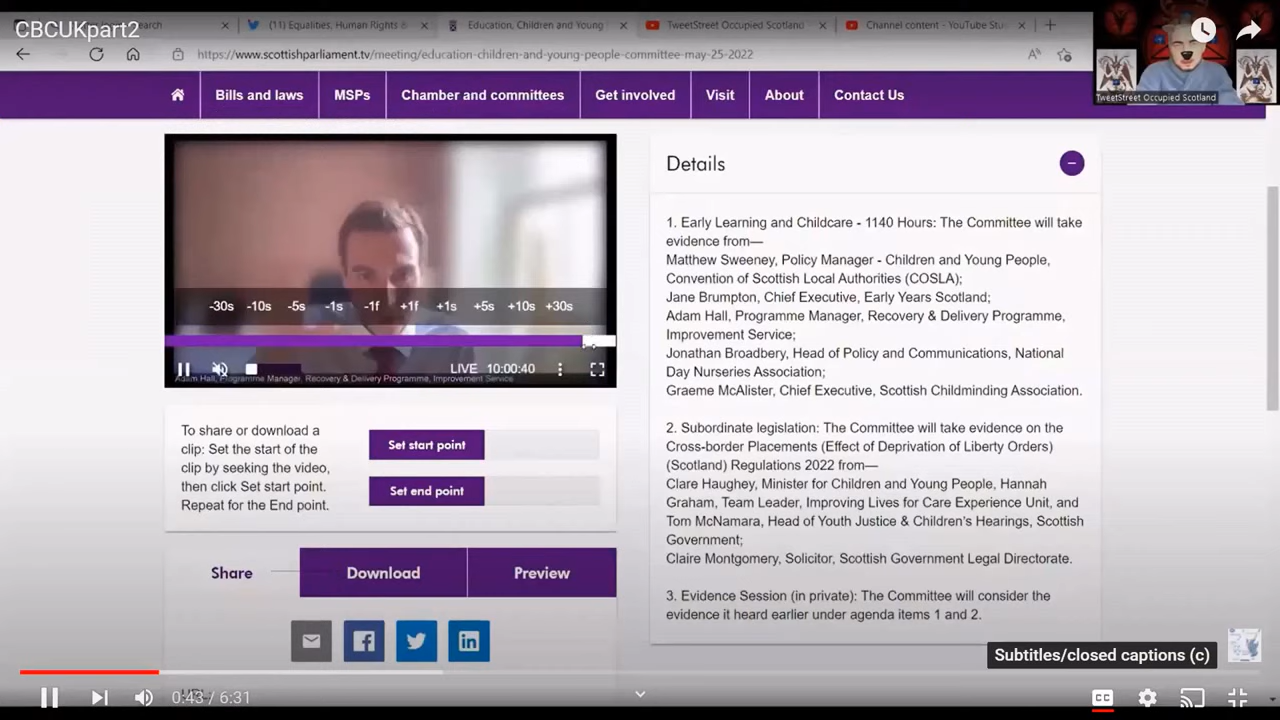 CBCUKpart2
(11) Equalities, Human Rights &
Education, Children and Young
TweetStreet Occupied Scotland
Channel content - YouTube Stu
https://www.scottishparliament.tv/meeting/education-children-and-young-people-committee-may-25-2022
TweetStreet Occupied Scotland
Bills and laws
MSPs
Chamber and committees
Get involved
Visit
About
Contact Us
-30s -10s -5s -1s -1f +1f +1s +5s +10s +30s
LIVE 10:00:40
Adam Hall, Programme Manager, Recovery & Delivery Programme, Improvement Service
To share or download a
clip: Set the start of the
clip by seeking the video,
then click Set start point.
Repeat for the End point.
Set start point
Set end point
Share
Download
Preview
Details
1. Early Learning and Childcare - 1140 Hours: The Committee will take
evidence from—
Matthew Sweeney, Policy Manager - Children and Young People,
Convention of Scottish Local Authorities (COSLA);
Jane Brumpton, Chief Executive, Early Years Scotland;
Adam Hall, Programme Manager, Recovery & Delivery Programme,
Improvement Service;
Jonathan Broadbery, Head of Policy and Communications, National
Day Nurseries Association;
Graeme McAlister, Chief Executive, Scottish Childminding Association.
2. Subordinate legislation: The Committee will take evidence on the
Cross-border Placements (Effect of Deprivation of Liberty Orders)
(Scotland) Regulations 2022 from—
Clare Haughey, Minister for Children and Young People, Hannah
Graham, Team Leader, Improving Lives for Care Experience Unit, and
Tom McNamara, Head of Youth Justice & Children's Hearings, Scottish
Government;
Claire Montgomery, Solicitor, Scottish Government Legal Directorate.
3. Evidence Session (in private): The Committee will consider the
evidence it heard earlier under agenda items 1 and 2.
Subtitles/closed captions (c)
0:43 / 6:31
CC